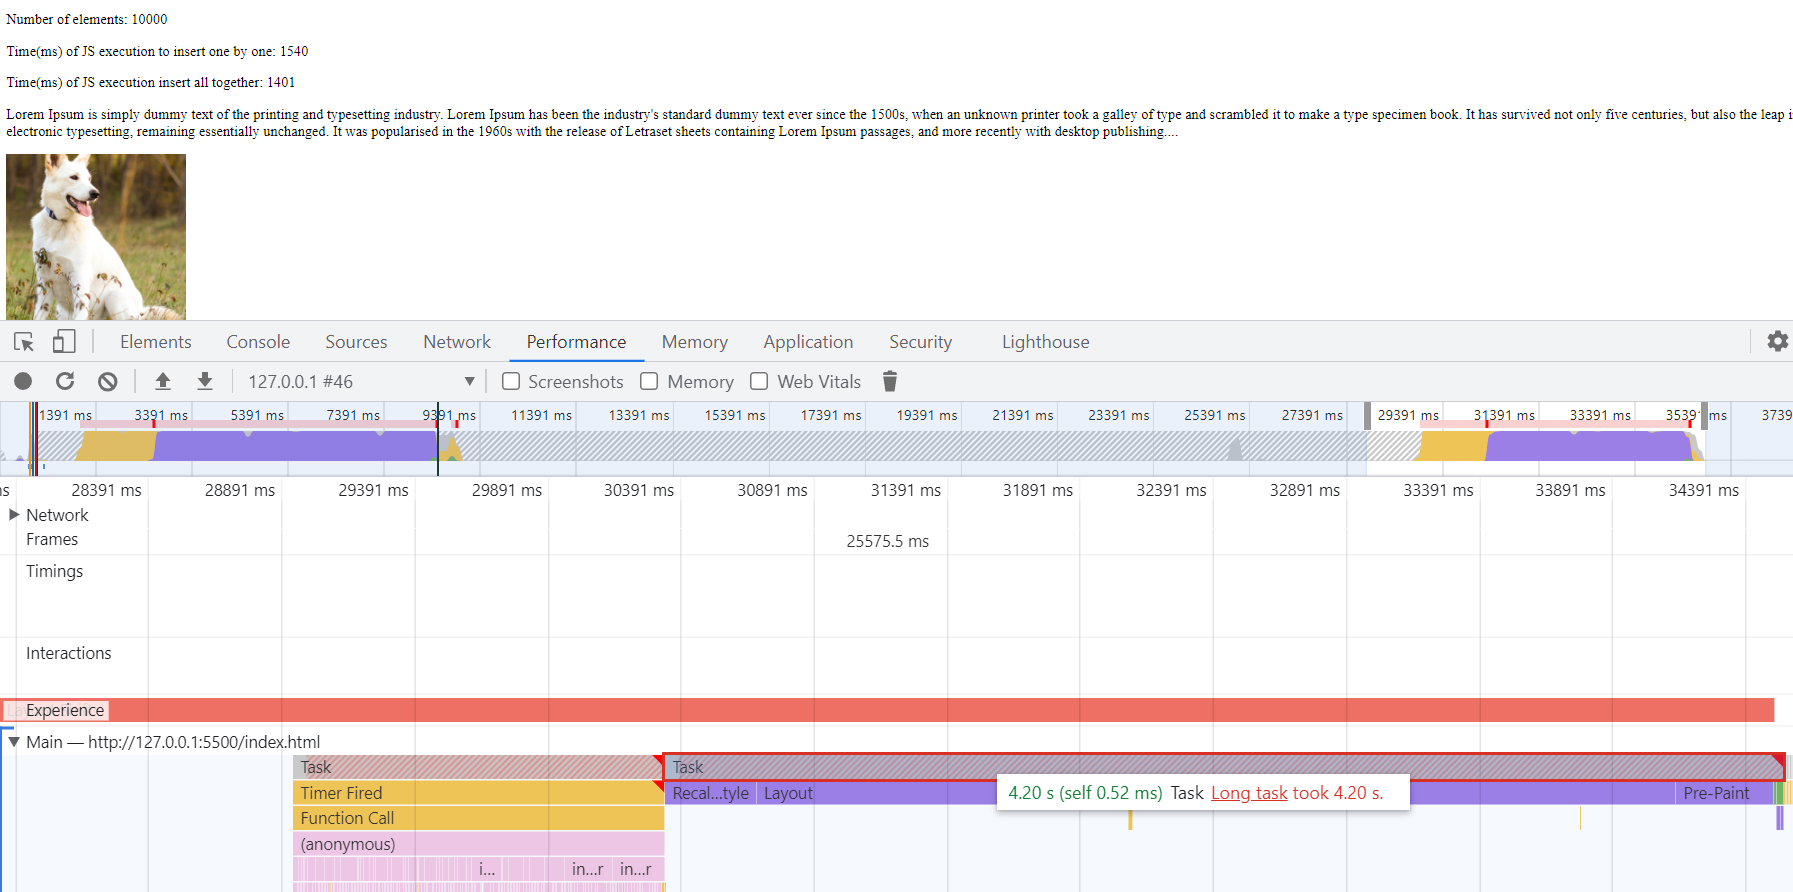 Number of elements: 10000
Time(ms) of JS execution to insert one by one: 1540
Time(ms) of JS execution insert all together: 1401
Lorem Ipsum is simply dummy text of the printing and typesetting industry. Lorem Ipsum has been the industry's standard dummy text ever since the 1500s, when an unknown printer took a galley of type and scrambled it to make a type specimen book. It has survived not only five centuries, but also the leap i
electronic typesetting, remaining essentially unchanged. It was popularised in the 1960s with the release of Letraset sheets containing Lorem Ipsum passages, and more recently with desktop publishing....
Elements Console Sources Network Performance Memory Application Security Lighthouse
127.0.0.1 #46 Screenshots Memory Web Vitals
1391 ms 3391 ms 5391 ms 7391 ms 9391 ms 11391 ms 13391 ms 15391 ms 17391 ms 19391 ms 21391 ms 23391 ms 25391 ms 27391 ms 29391 ms 31391 ms 33391 ms 35391 ms 3739
s 28391 ms 28891 ms 29391 ms 29891 ms 30391 ms 30891 ms 31391 ms 31891 ms 32391 ms 32891 ms 33391 ms 33891 ms 34391 ms
Network
Frames 25575.5 ms
Timings
Interactions
Experience
Main — http://127.0.0.1:5500/index.html
Task Task
Timer Fired Recal...tyle Layout 4.20 s (self 0.52 ms) Task Long task took 4.20 s. Pre-Paint
Function Call
(anonymous)
i... in...r in...r